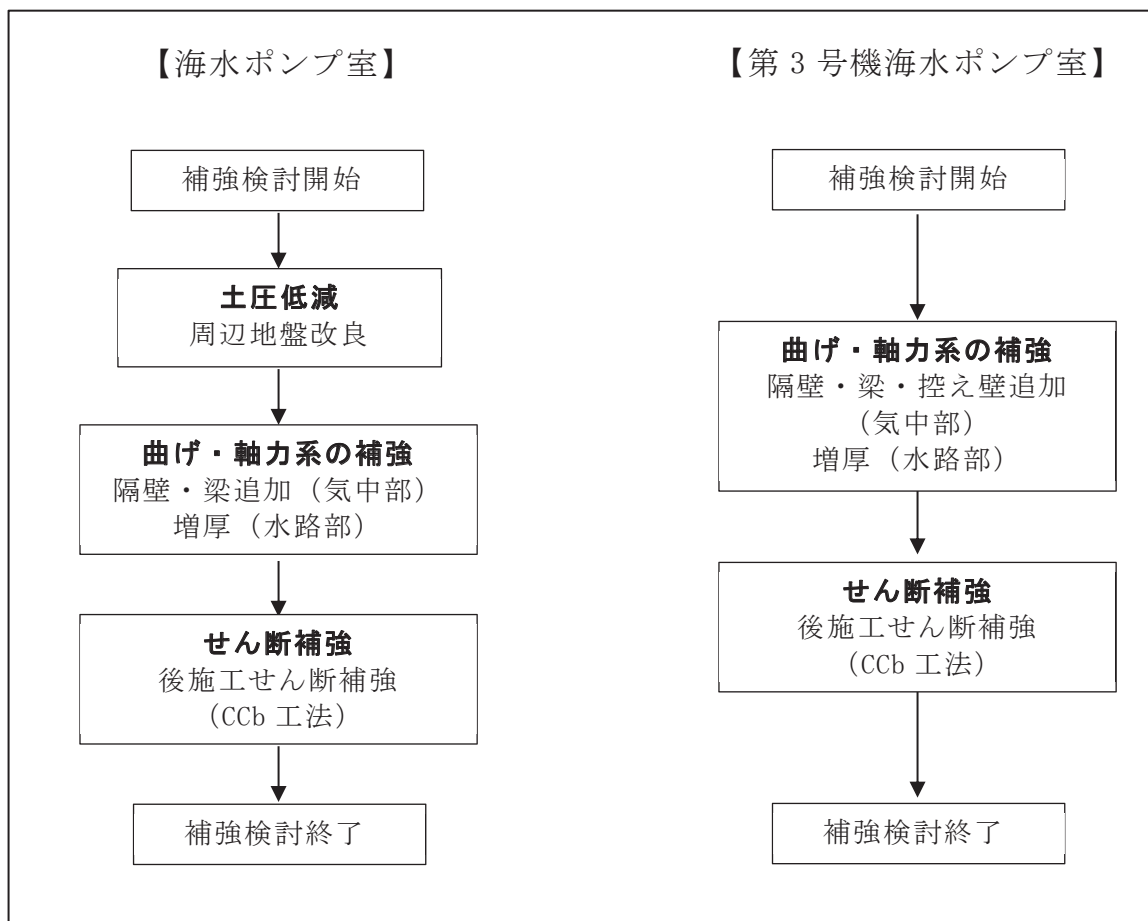 【海水ポンプ室】
補強検討開始
土圧低減
周辺地盤改良
曲げ・軸力系の補強
隔壁・梁追加（気中部）
増厚（水路部）
せん断補強
後施工せん断補強
（CCb 工法）
補強検討終了
【第 3 号機海水ポンプ室】
補強検討開始
曲げ・軸力系の補強
隔壁・梁・控え壁追加
（気中部）
増厚（水路部）
せん断補強
後施工せん断補強
（CCb 工法）
補強検討終了